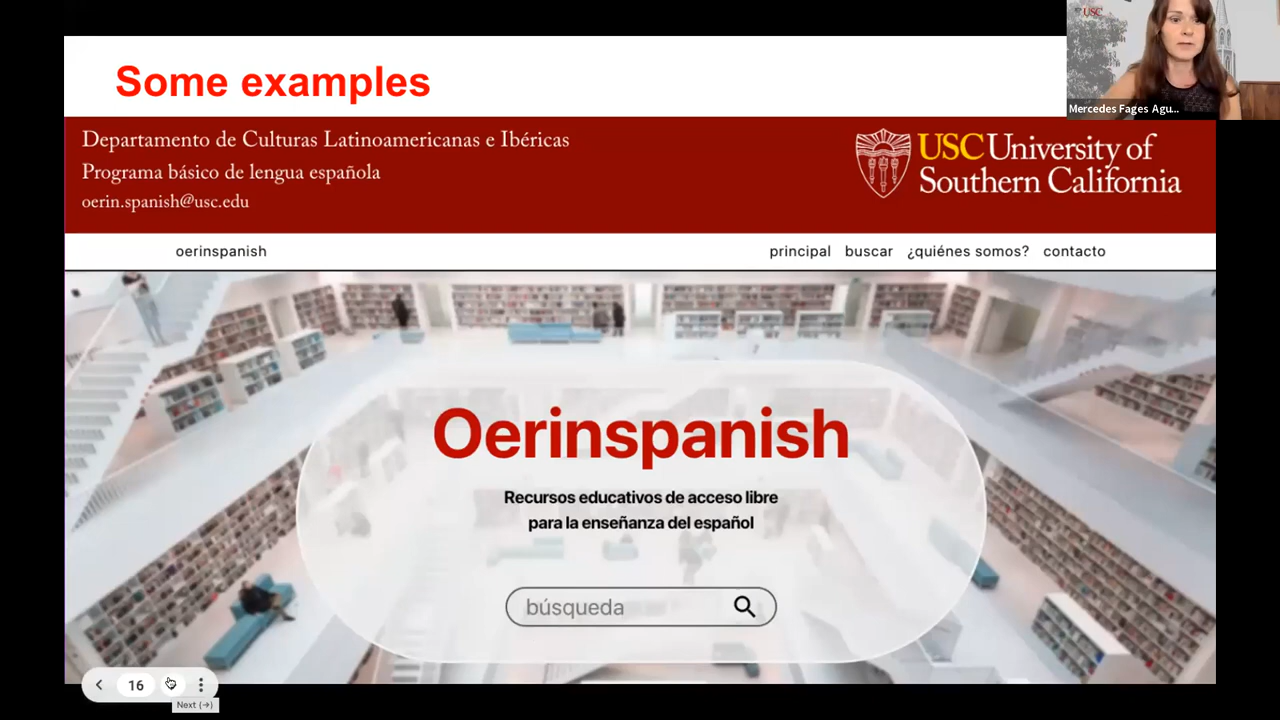 Some examples
USC
Mercedes Fages Agu...
Departamento de Culturas Latinoamericanas e Ibéricas
Programa básico de lengua española
oerin.spanish@usc.edu
USC University of
Southern California
oerinspanish
principal buscar ¿quiénes somos? contacto
Oerinspanish
Recursos educativos de acceso libre
para la enseñanza del español
búsqueda
16
Next (→)